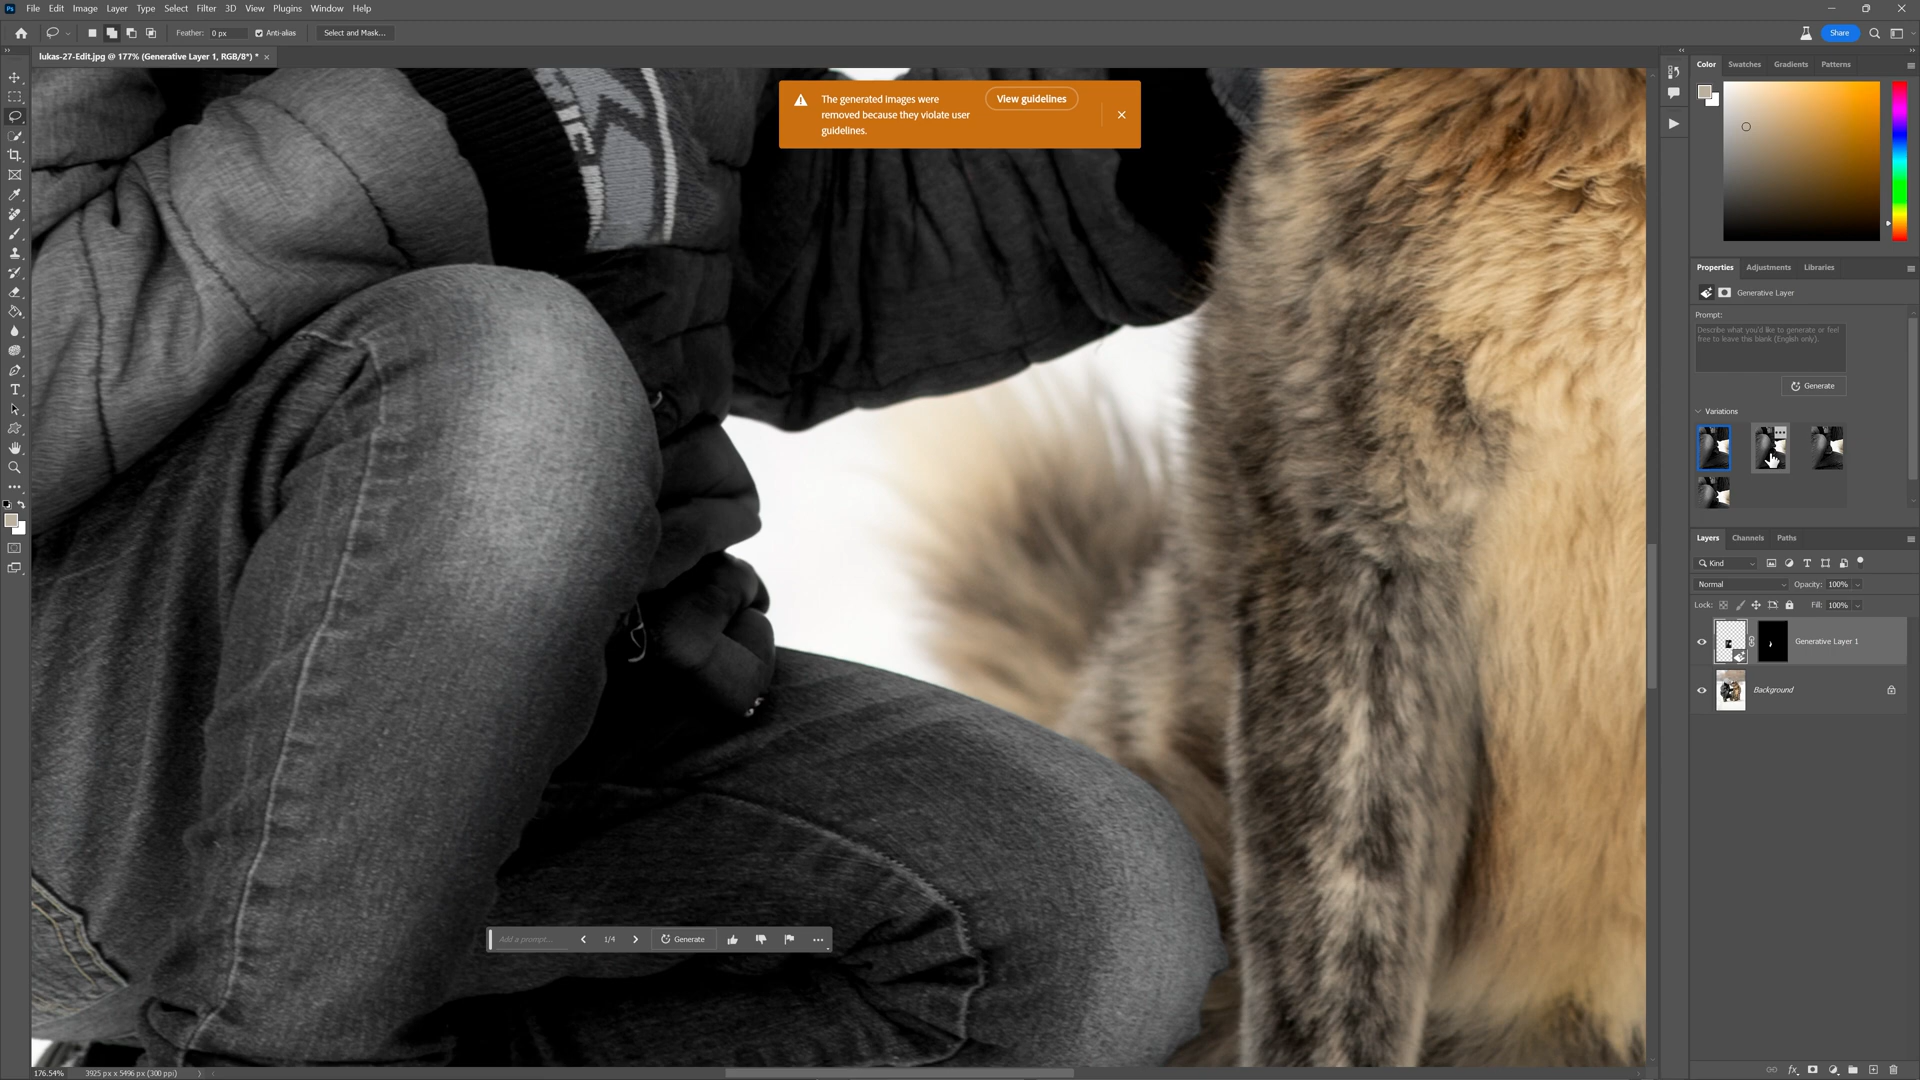 Ps File Edit Image Layer Type Select Filter 3D View Plugins Window Help
Feather: 0 px Anti-alias Select and Mask... Share
lukas-27-Edit.jpg @ 177% (Generative Layer 1, RGB/8*) * ×
The generated images were
removed because they violate user
guidelines.
View guidelines
Color Swatches Gradients Patterns
Properties Adjustments Libraries
Generative Layer
Prompt:
Describe what you'd like to generate or feel
free to leave this blank (English only).
Generate
Variations
Layers Channels Paths
Kind
Normal Opacity: 100%
Lock: Fill: 100%
Generative Layer 1
Background
Add a prompt... 1/4 Generate
176.54% 3925 px x 5496 px (300 ppi)